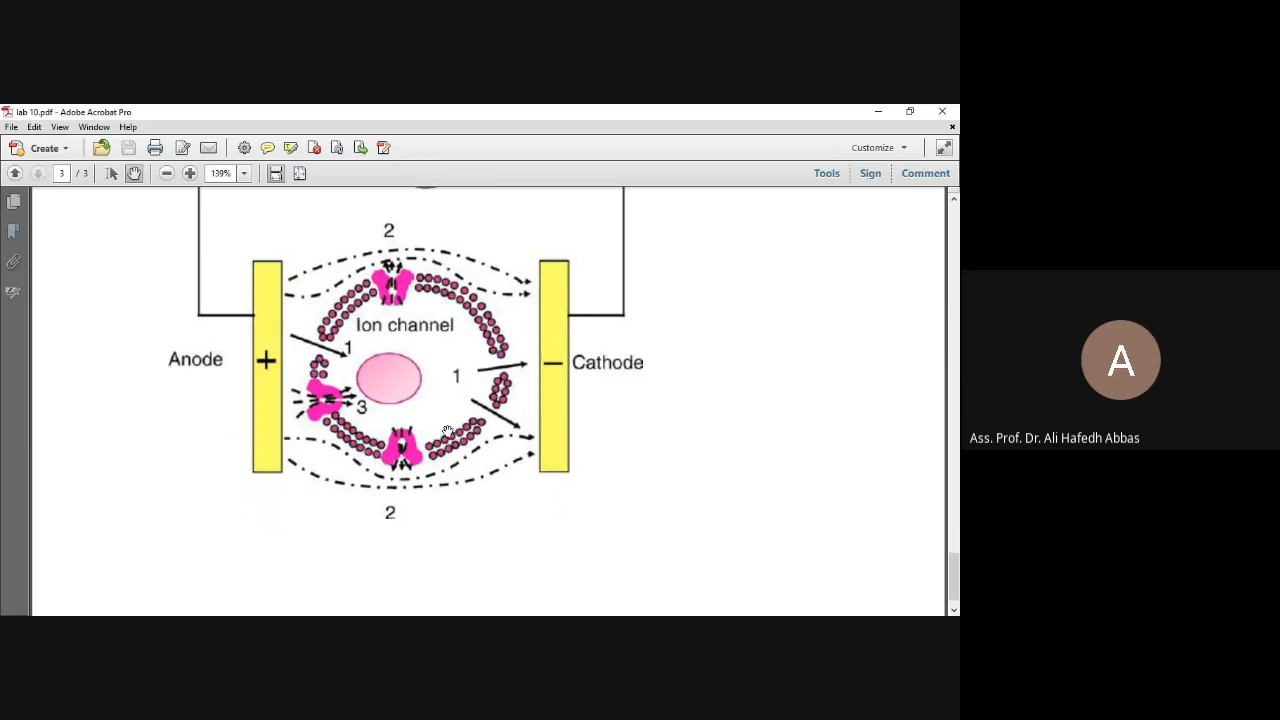 lab 10.pdf - Adobe Acrobat Pro
File Edit View Window Help
Create
Customize
3 / 3
139%
Tools Sign Comment
2
Ion channel
1
Anode
+
1
−
Cathode
3
2
A
Ass. Prof. Dr. Ali Hafedh Abbas